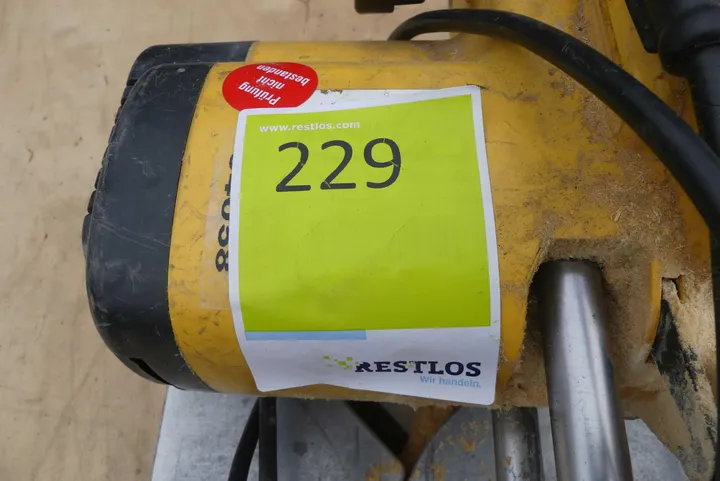 Prüfung
nicht
bestanden
www.restlos.com
229
RESTLOS
Wir handeln.